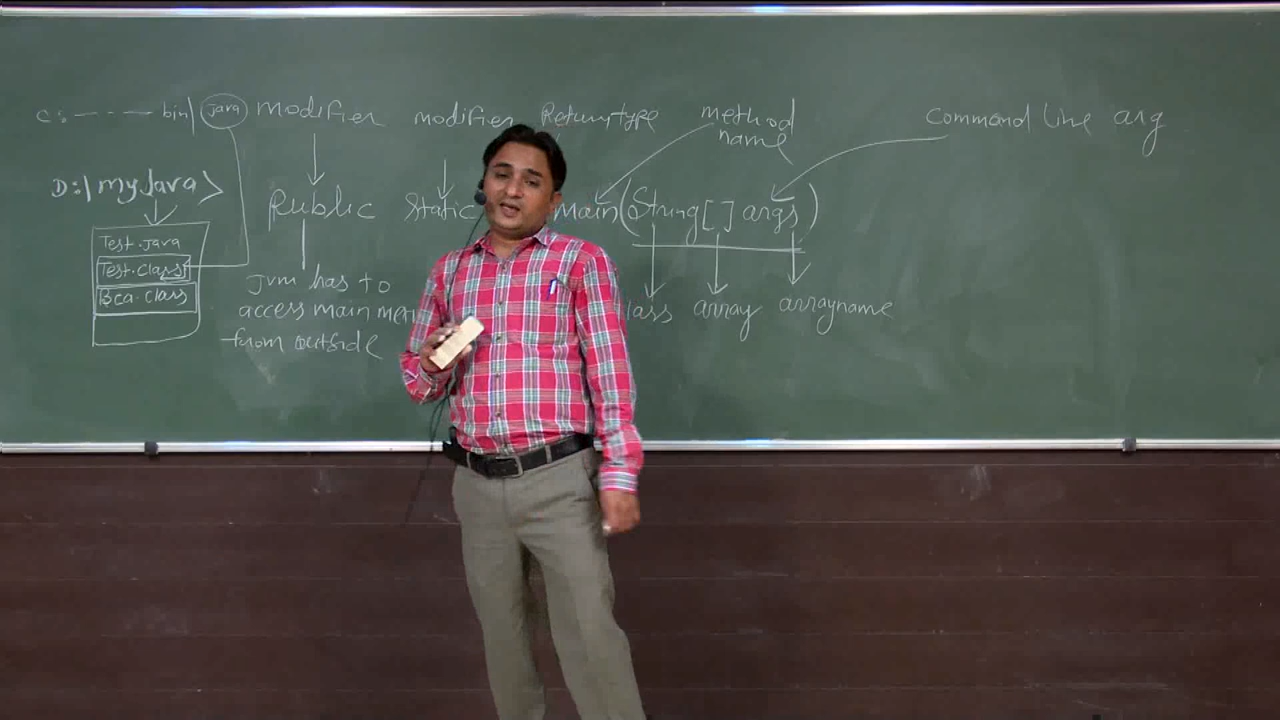 c: - - - - bin\ java modifier modifier Returntype method name command line arg
D:\myJava>
Public Static main(String[] args)
Test.java
Test.class
Bca.class
Jvm has to
access main
from outside
array arrayname